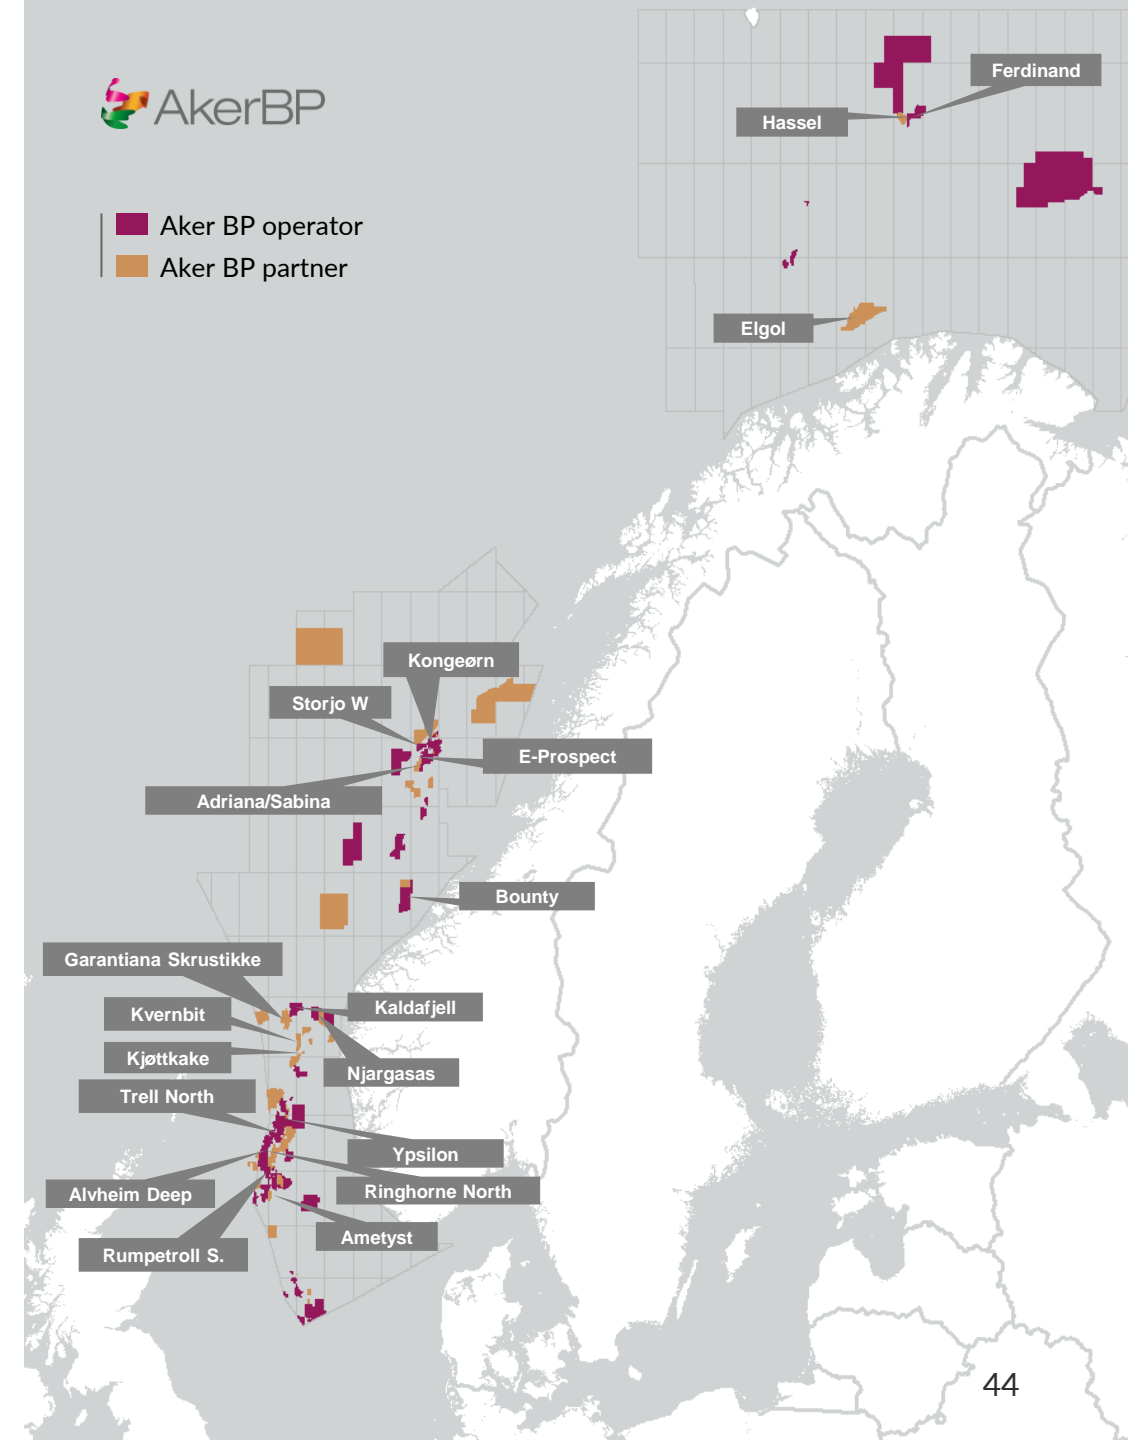 AkerBP
Aker BP operator
Aker BP partner
Ferdinand
Hassel
Elgol
Kongeørn
Storjo W
E-Prospect
Adriana/Sabina
Bounty
Garantiana Skrustikke
Kaldafjell
Kvernbit
Kjøttkake
Njargasas
Trell North
Ypsilon
Alvheim Deep
Ringhorne North
Ametyst
Rumpetroll S.
44